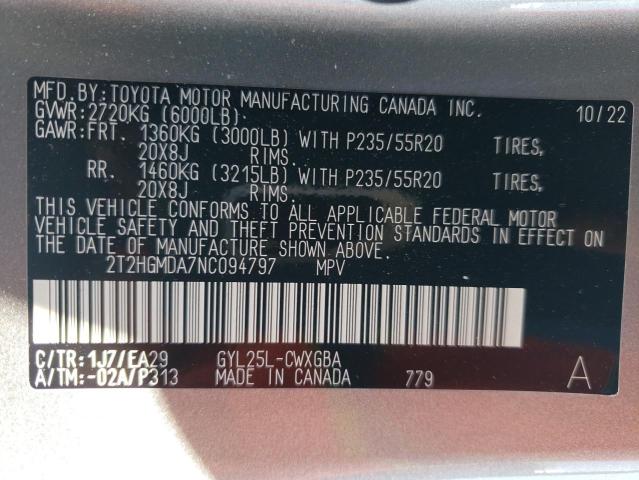 MFD.BY:TOYOTA MOTOR MANUFACTURING CANADA INC. 10/22
GVWR:2720KG (6000LB)
GAWR:FRT. 1360KG (3000LB) WITH P235/55R20 TIRES,
20X8J RIMS.
RR. 1460KG (3215LB) WITH P235/55R20 TIRES,
20X8J RIMS.
THIS VEHICLE CONFORMS TO ALL APPLICABLE FEDERAL MOTOR
VEHICLE SAFETY AND THEFT PREVENTION STANDARDS IN EFFECT ON
THE DATE OF MANUFACTURE SHOWN ABOVE.
2T2HGMDA7NC094797 MPV
C/TR:1J7/EA29 GYL25L-CWXGBA
A/TM:-02A/P313 MADE IN CANADA 779 A